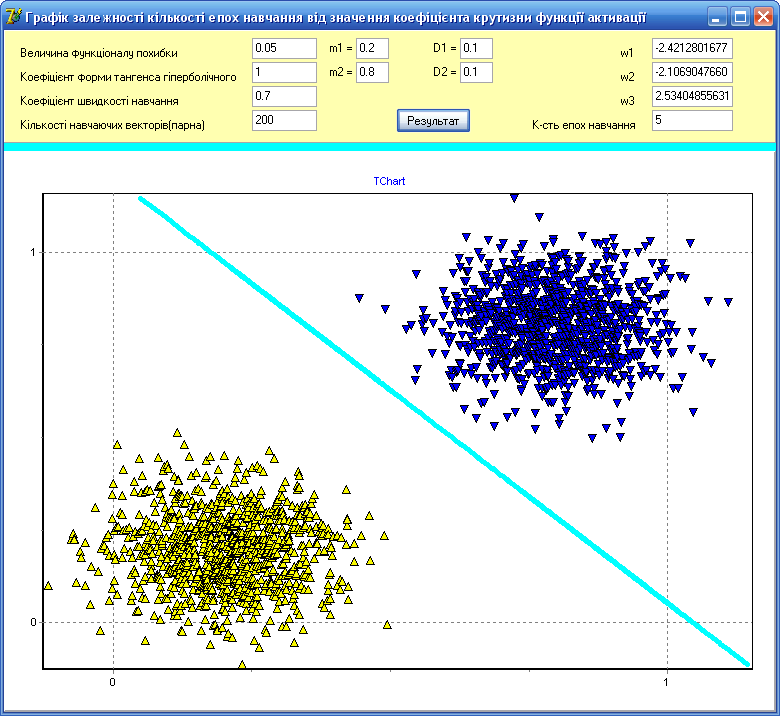 Графік залежності кількості епох навчання від значення коефіцієнта крутизни функції активації
Величина функціоналу похибки 0.05 m1 = 0.2 D1 = 0.1 w1 -2.4212801677
Коефіцієнт форми тангенса гіперболічного 1 m2 = 0.8 D2 = 0.1 w2 -2.1069047660
Коефіцієнт швидкості навчання 0.7 w3 2.53404855631
Кількості навчаючих векторів(парна) 200 Результат К-сть епох навчання 5
TChart
1
0
0 1